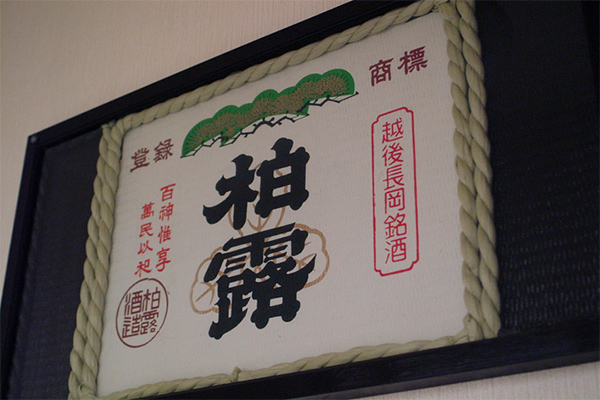 登録
商標
柏露
越後長岡銘酒
百神惟享
萬民以和
柏露
酒造